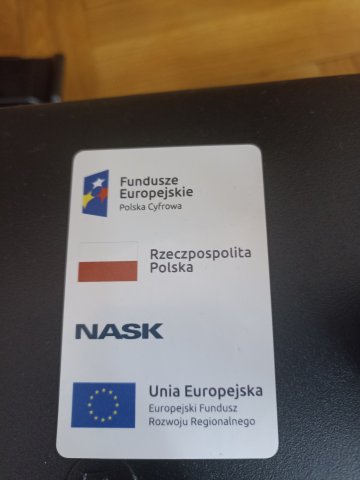 Fundusze
Europejskie
Polska Cyfrowa
Rzeczpospolita
Polska
NASK
Unia Europejska
Europejski Fundusz
Rozwoju Regionalnego